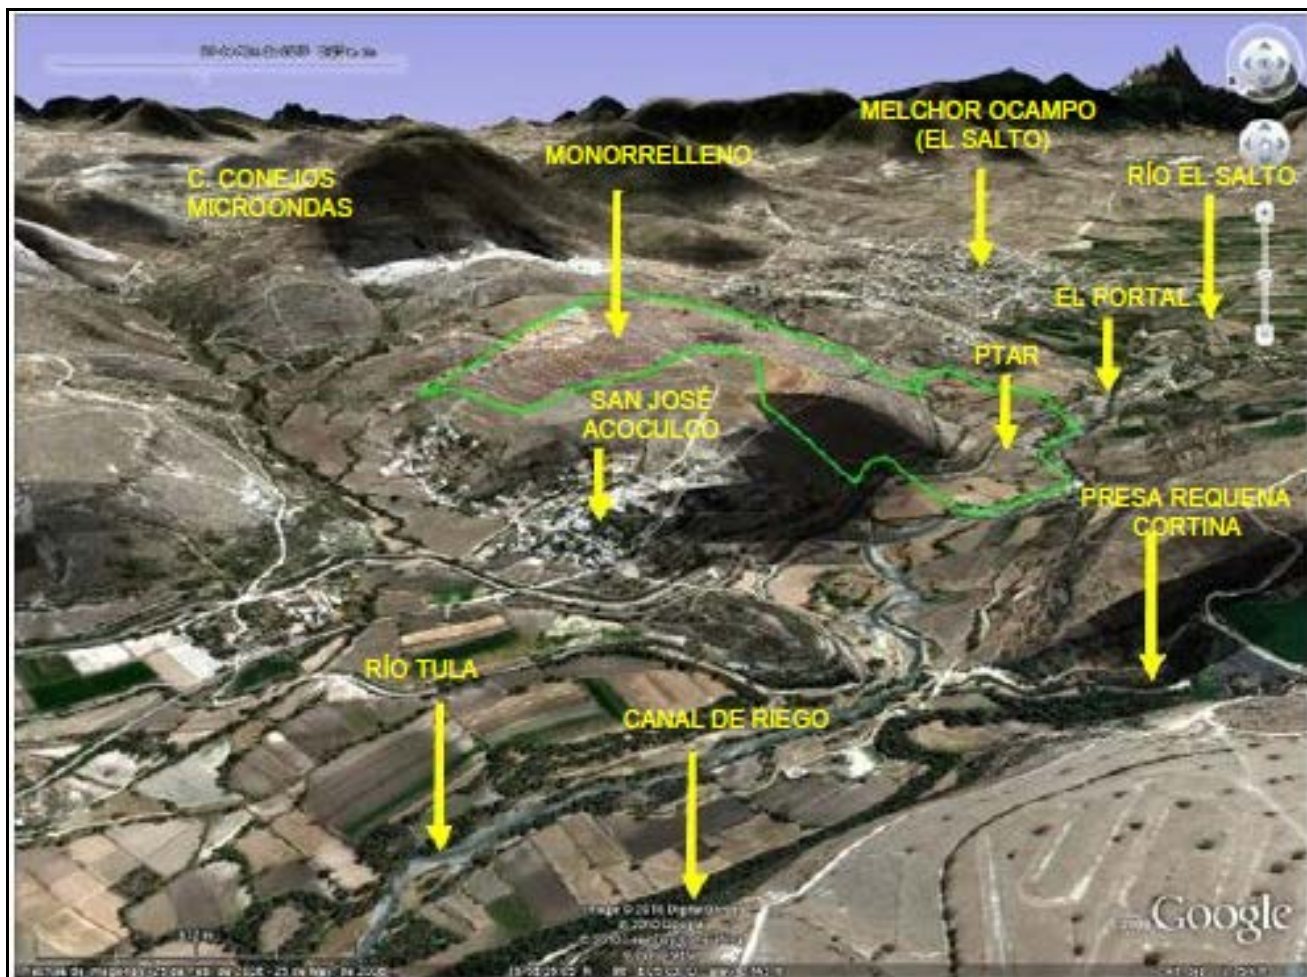 MELCHOR OCAMPO
(EL SALTO)
MONORRELLENO
RÍO EL SALTO
C. CONEJOS
MICROONDAS
EL PORTAL
PTAR
SAN JOSÉ
ACOCULCO
PRESA REQUENA
CORTINA
RÍO TULA
CANAL DE RIEGO
Google